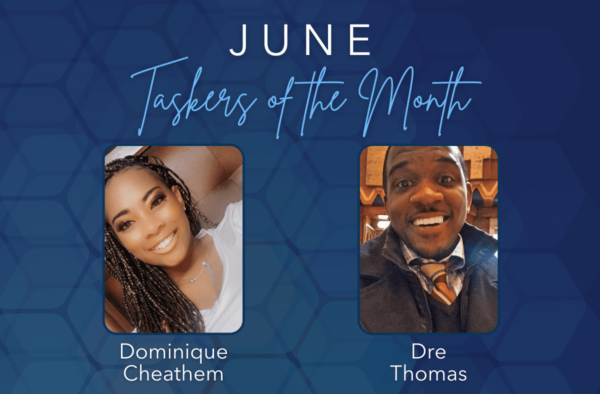 JUNE
Taskers of the Month
Dominique
Cheathem
Dre
Thomas